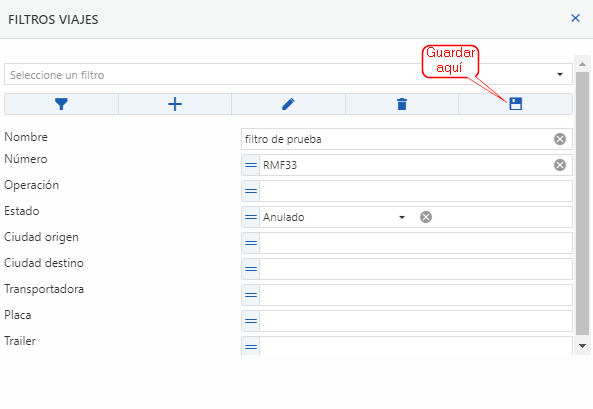 FILTROS VIAJES
Guardar
aquí
Seleccione un filtro
Nombre filtro de prueba
Número RMF33
Operación
Estado Anulado
Ciudad origen
Ciudad destino
Transportadora
Placa
Trailer